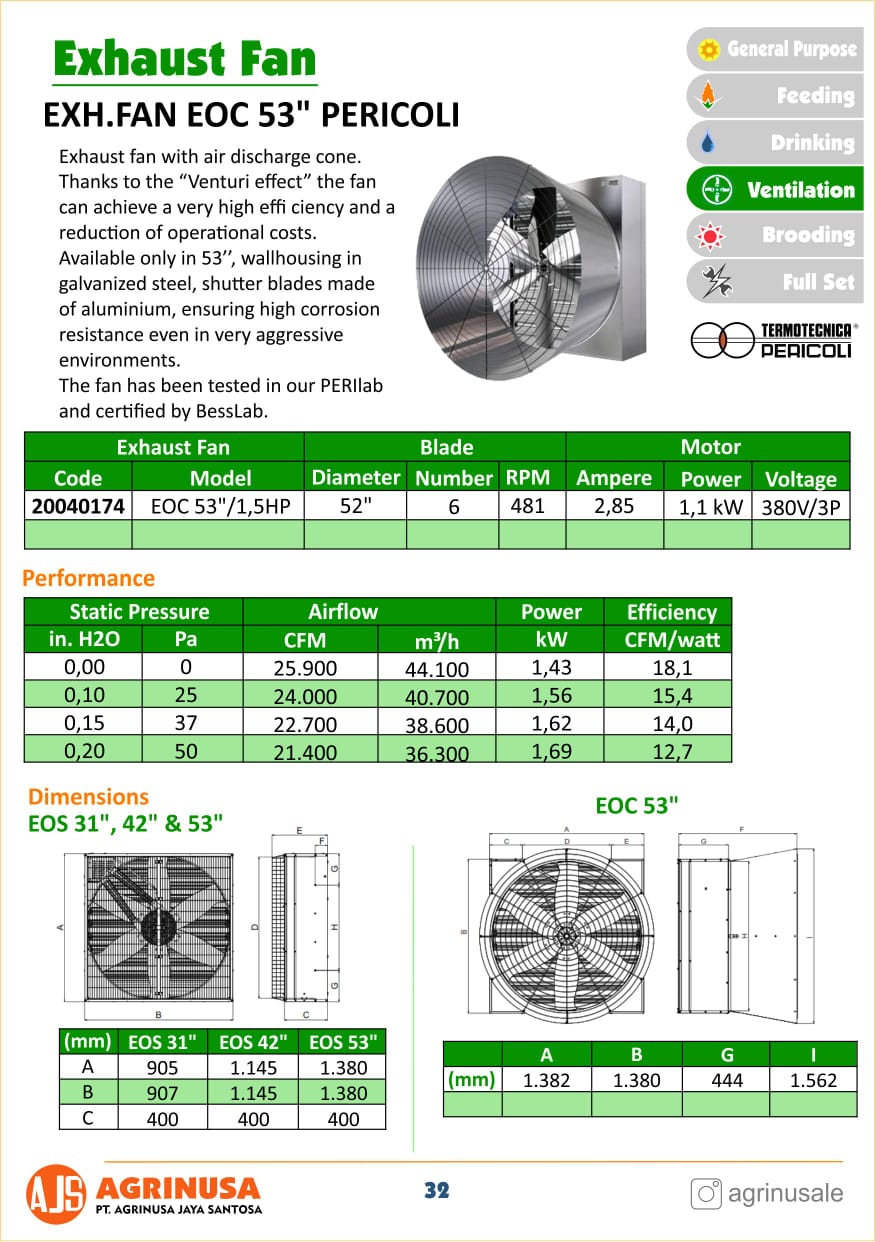 Exhaust Fan
EXH.FAN EOC 53" PERICOLI
Exhaust fan with air discharge cone.
Thanks to the “Venturi effect” the fan
can achieve a very high effi ciency and a
reduction of operational costs.
Available only in 53’’, wallhousing in
galvanized steel, shutter blades made
of aluminium, ensuring high corrosion
resistance even in very aggressive
environments.
The fan has been tested in our PERIlab
and certified by BessLab.
General Purpose
Feeding
Drinking
Ventilation
Brooding
Full Set
TERMOTECNICA®
PERICOLI
Exhaust Fan Blade Motor
Code Model Diameter Number RPM Ampere Power Voltage
20040174 EOC 53"/1,5HP 52" 6 481 2,85 1,1 kW 380V/3P
Performance
Static Pressure Airflow Power Efficiency
in. H2O Pa CFM m³/h kW CFM/watt
0,00 0 25.900 44.100 1,43 18,1
0,10 25 24.000 40.700 1,56 15,4
0,15 37 22.700 38.600 1,62 14,0
0,20 50 21.400 36.300 1,69 12,7
Dimensions
EOS 31", 42" & 53"
A
B
E
F
G
D
H
G
C
EOC 53"
A
C D E
B
F
G
H
I
(mm) EOS 31" EOS 42" EOS 53"
A 905 1.145 1.380
B 907 1.145 1.380
C 400 400 400
A B G I
(mm) 1.382 1.380 444 1.562
AJS AGRINUSA
PT. AGRINUSA JAYA SANTOSA
32
agrinusale